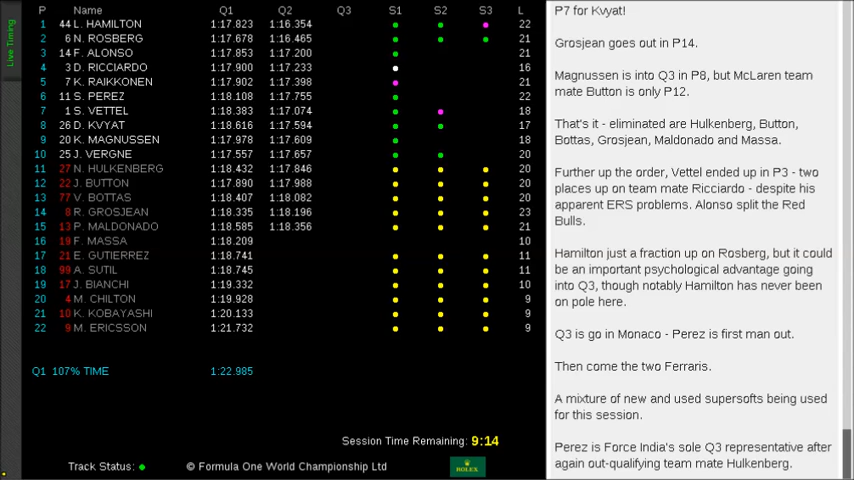 Live Timing
P Name Q1 Q2 Q3 S1 S2 S3 L
1 44 L. HAMILTON 1:17.823 1:16.354 22
2 6 N. ROSBERG 1:17.678 1:16.465 21
3 14 F. ALONSO 1:17.853 1:17.200 21
4 3 D. RICCIARDO 1:17.900 1:17.233 16
5 7 K. RAIKKONEN 1:17.902 1:17.398 21
6 11 S. PEREZ 1:18.108 1:17.755 22
7 1 S. VETTEL 1:18.383 1:17.074 18
8 26 D. KVYAT 1:18.616 1:17.594 17
9 20 K. MAGNUSSEN 1:17.978 1:17.609 18
10 25 J. VERGNE 1:17.557 1:17.657 20
11 27 N. HULKENBERG 1:18.432 1:17.846 20
12 22 J. BUTTON 1:17.890 1:17.988 20
13 77 V. BOTTAS 1:18.407 1:18.082 20
14 8 R. GROSJEAN 1:18.335 1:18.196 23
15 13 P. MALDONADO 1:18.585 1:18.356 21
16 19 F. MASSA 1:18.209 10
17 21 E. GUTIERREZ 1:18.741 11
18 99 A. SUTIL 1:18.745 11
19 17 J. BIANCHI 1:19.332 10
20 4 M. CHILTON 1:19.928 9
21 10 K. KOBAYASHI 1:20.133 9
22 9 M. ERICSSON 1:21.732 9
Q1 107% TIME 1:22.985
Session Time Remaining: 9:14
Track Status: © Formula One World Championship Ltd ROLEX
P7 for Kvyat!
Grosjean goes out in P14.
Magnussen is into Q3 in P8, but McLaren team
mate Button is only P12.
That's it - eliminated are Hulkenberg, Button,
Bottas, Grosjean, Maldonado and Massa.
Further up the order, Vettel ended up in P3 - two
places up on team mate Ricciardo - despite his
apparent ERS problems. Alonso split the Red
Bulls.
Hamilton just a fraction up on Rosberg, but it could
be an important psychological advantage going
into Q3, though notably Hamilton has never been
on pole here.
Q3 is go in Monaco - Perez is first man out.
Then come the two Ferraris.
A mixture of new and used supersofts being used
for this session.
Perez is Force India's sole Q3 representative after
again out-qualifying team mate Hulkenberg.